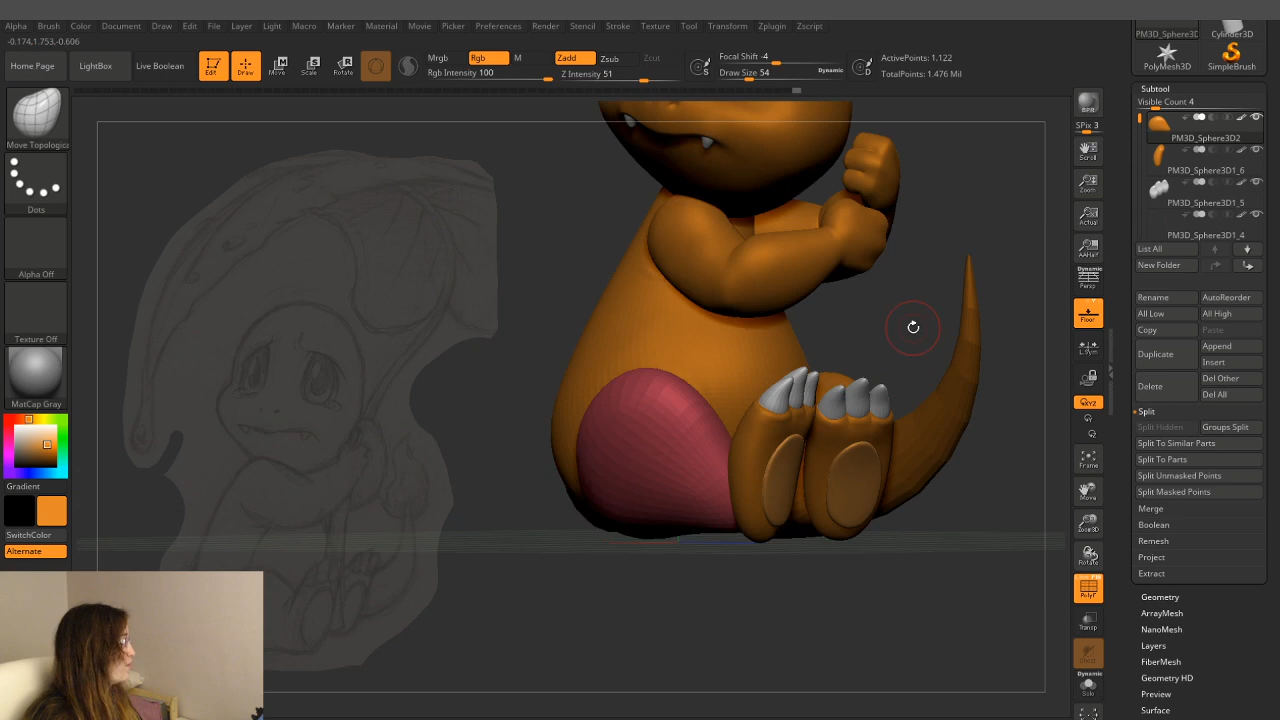 Alpha Brush Color Document Draw Edit File Layer Light Macro Marker Material Movie Picker Preferences Render Stencil Stroke Texture Tool Transform Zplugin Zscript
-0.174,1.753,-0.606
Home Page
LightBox
Live Boolean
Edit
Draw
Move
Scale
Rotate
Mrgb Rgb M
Rgb Intensity 100
Zadd Zsub Zcut
Z Intensity 51
S
Focal Shift -4
Draw Size 54
Dynamic
D
ActivePoints: 1.122
TotalPoints: 1.476 Mil
Move Topologica
Dots
Alpha Off
Texture Off
MatCap Gray
Gradient
SwitchColor
Alternate
BPR
SPix 3
Scroll
Zoom
Actual
AAHalf
Dynamic
Persp
Floor
L.Sym
XYZ
Frame
Move
Zoom3D
Rotate
PolyF
Transp
Dynamic
Solo
PM3D_Sphere3D
Cylinder3D
PolyMesh3D
SimpleBrush
Subtool
Visible Count 4
PM3D_Sphere3D2
PM3D_Sphere3D1_6
PM3D_Sphere3D1_5
PM3D_Sphere3D1_4
List All
New Folder
Rename AutoReorder
All Low All High
Copy Paste
Duplicate
Append
Insert
Delete
Del Other
Del All
Split
Split Hidden Groups Split
Split To Similar Parts
Split To Parts
Split Unmasked Points
Split Masked Points
Merge
Boolean
Remesh
Project
Extract
Geometry
ArrayMesh
NanoMesh
Layers
FiberMesh
Geometry HD
Preview
Surface